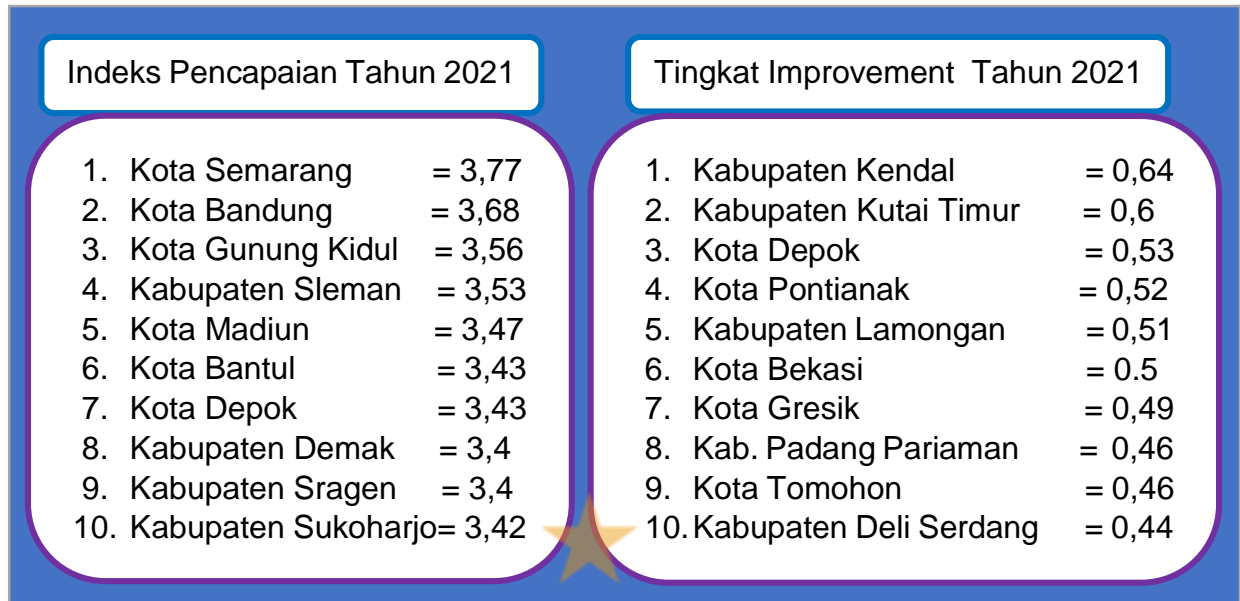 Indeks Pencapaian Tahun 2021
1. Kota Semarang = 3,77
2. Kota Bandung = 3,68
3. Kota Gunung Kidul = 3,56
4. Kabupaten Sleman = 3,53
5. Kota Madiun = 3,47
6. Kota Bantul = 3,43
7. Kota Depok = 3,43
8. Kabupaten Demak = 3,4
9. Kabupaten Sragen = 3,4
10. Kabupaten Sukoharjo= 3,42
Tingkat Improvement Tahun 2021
1. Kabupaten Kendal = 0,64
2. Kabupaten Kutai Timur = 0,6
3. Kota Depok = 0,53
4. Kota Pontianak = 0,52
5. Kabupaten Lamongan = 0,51
6. Kota Bekasi = 0.5
7. Kota Gresik = 0,49
8. Kab. Padang Pariaman = 0,46
9. Kota Tomohon = 0,46
10. Kabupaten Deli Serdang = 0,44